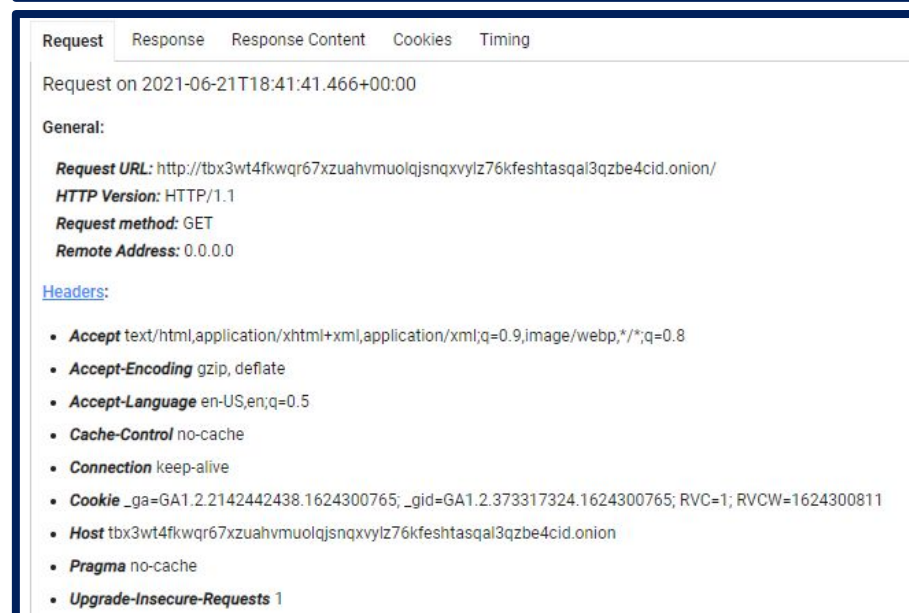 Request Response Response Content Cookies Timing
Request on 2021-06-21T18:41:41.466+00:00
General:
Request URL: http://tbx3wt4fkwqr67xzuahvmuolqjsnqxvylz76kfeshtasqal3qzbe4cid.onion/
HTTP Version: HTTP/1.1
Request method: GET
Remote Address: 0.0.0.0
Headers:
• Accept text/html,application/xhtml+xml,application/xml;q=0.9,image/webp,*/*;q=0.8
• Accept-Encoding gzip, deflate
• Accept-Language en-US,en;q=0.5
• Cache-Control no-cache
• Connection keep-alive
• Cookie _ga=GA1.2.2142442438.1624300765; _gid=GA1.2.373317324.1624300765; RVC=1; RVCW=1624300811
• Host tbx3wt4fkwqr67xzuahvmuolqjsnqxvylz76kfeshtasqal3qzbe4cid.onion
• Pragma no-cache
• Upgrade-Insecure-Requests 1